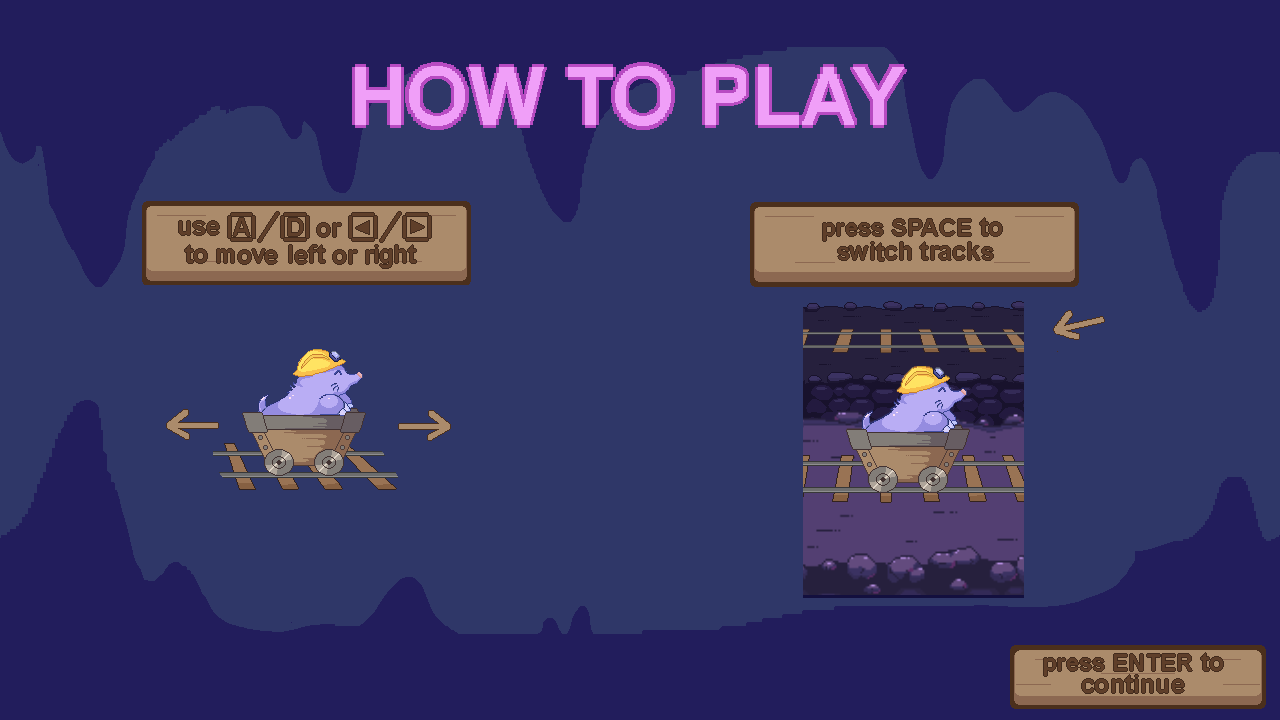 HOW TO PLAY
use A/D or ◄/►
to move left or right
press SPACE to
switch tracks
press ENTER to
continue